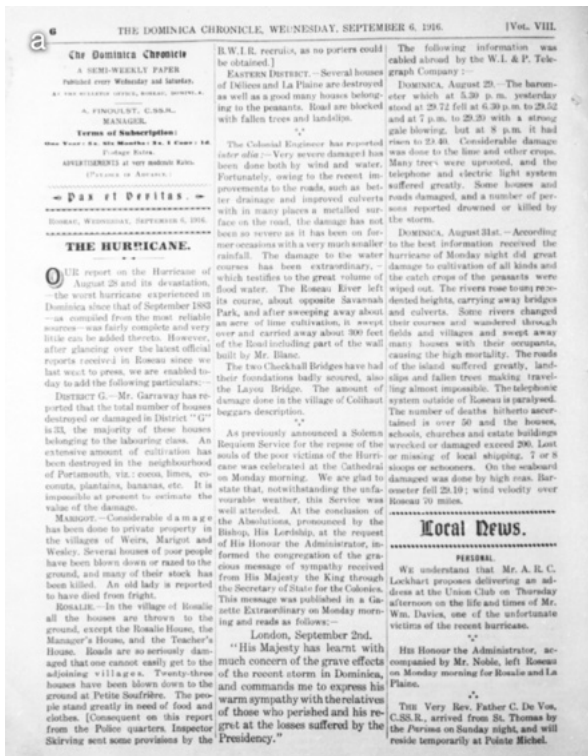 a
6
THE DOMINICA CHRONICLE, WEDNESDAY, SEPTEMBER 6, 1916.
[VOL. VIII.
The Dominica Chronicle
A SEMI-WEEKLY PAPER
Published every Wednesday and Saturday,
AT THE BULLETIN OFFICE, ROSEAU, DOMINICA.
A. FINOULST, C.SS.R.,
MANAGER.
Terms of Subscription:
One Year: 8s. Six Months: 4s. 1 Copy: 1d.
Postage Extra.
ADVERTISEMENTS at very moderate Rates.
(PAYABLE IN ADVANCE.)
Pax et Veritas.
ROSEAU, WEDNESDAY, SEPTEMBER 6, 1916.
THE HURRICANE.
OUR report on the Hurricane of
August 28 and its devastation,
—the worst hurricane experienced in
Dominica since that of September 1883
—as compiled from the most reliable
sources—was fairly complete and very
little can be added thereto. However,
after glancing over the latest official
reports received in Roseau since we
last went to press, we are enabled to-
day to add the following particulars:—
DISTRICT G.—Mr. Garraway has re-
ported that the total number of houses
destroyed or damaged in District "G"
is 33, the majority of these houses
belonging to the labouring class. An
extensive amount of cultivation has
been destroyed in the neighbourhood
of Portsmouth, viz.: cocoa, limes, co-
conuts, plantains, bananas, etc. It is
impossible at present to estimate the
value of the damage.
MARIGOT.—Considerable damage
has been done to private property in
the villages of Weirs, Marigot and
Wesley. Several houses of poor people
have been blown down or razed to the
ground, and many of their stock has
been killed. An old lady is reported
to have died from fright.
ROSALIE.—In the village of Rosalie
all the houses are thrown to the
ground, except the Rosalie House, the
Manager's House, and the Teacher's
House. Roads are so seriously dam-
aged that one cannot easily get to the
adjoining villages. Twenty-three
houses have been blown down to the
ground at Petite Soufrière. The peo-
ple stand greatly in need of food and
clothes. [Consequent on this report
from the Police quarters, Inspector
Skirving sent some provisions by the
B.W.I.R. recruits, as no porters could
be obtained.]
EASTERN DISTRICT.—Several houses
of Délices and La Plaine are destroyed
as well as a good many houses belong-
ing to the peasants. Road are blocked
with fallen trees and landslips.
The Colonial Engineer has reported
inter alia:—Very severe damaged has
been done both by wind and water.
Fortunately, owing to the recent im-
provements to the roads, such as bet-
ter drainage and improved culverts
with in many places a metalled sur-
face on the road, the damage has not
been so severe as it has been on for-
mer occasions with a very much smaller
rainfall. The damage to the water
courses has been extraordinary, -
which testifies to the great volume of
flood water. The Roseau River left
its course, about opposite Savannah
Park, and after sweeping away about
an acre of lime cultivation, it swept
over and carried away about 300 feet
of the Road including part of the wall
built by Mr. Blanc.
The two Checkhall Bridges have had
their foundations badly scoured, also
the Layou Bridge. The amount of
damage done in the village of Colihaut
beggars description.
As previously announced a Solemn
Requiem Service for the repose of the
souls of the poor victims of the Hurri-
cane was celebrated at the Cathedral
on Monday morning. We are glad to
state that, notwithstanding the unfa-
vourable weather, this Service was
well attended. At the conclusion of
the Absolutions, pronounced by the
Bishop, His Lordship, at the request
of His Honour the Administrator, in-
formed the congregation of the gra-
cious message of sympathy received
from His Majesty the King through
the Secretary of State for the Colonies.
This message was published in a Ga-
zette Extraordinary on Monday morn-
ing and reads as follows:—
London, September 2nd.
"His Majesty has learnt with
much concern of the grave effects
of the recent storm in Dominica,
and commands me to express his
warm sympathy with the relatives
of those who perished and his re-
gret at the losses suffered by the
Presidency."
The following information was
cabled abroad by the W. I. & P. Tele-
graph Company:—
DOMINICA, August 29.—The barom-
eter which at 5.30 p. m. yesterday
stood at 29.72 fell at 6.30 p. m. to 29.52
and at 7 p. m. to 29.20 with a strong
gale blowing, but at 8 p. m. it had
risen to 29.40. Considerable damage
was done to the lime and other crops.
Many trees were uprooted, and the
telephone and electric light system
suffered greatly. Some houses and
roads damaged, and a number of per-
sons reported drowned or killed by
the storm.
DOMINICA, August 31st.—According
to the best information received the
hurricane of Monday night did great
damage to cultivation of all kinds and
the catch crops of the peasants were
wiped out. The rivers rose to unprece-
dented heights, carrying away bridges
and culverts. Some rivers changed
their courses and wandered through
fields and villages and swept away
many houses with their occupants,
causing the high mortality. The roads
of the island suffered greatly, land-
slips and fallen trees making travel-
ling almost impossible. The telephonic
system outside of Roseau is paralysed.
The number of deaths hitherto ascer-
tained is over 50 and the houses,
schools, churches and estate buildings
wrecked or damaged exceed 200. Lost
or missing of local shipping, 7 or 8
sloops or schooners. On the seaboard
damaged was done by high seas. Bar-
ometer fell 29.10; wind velocity over
Roseau 70 miles.
Local News.
PERSONAL.
WE understand that Mr. A. R. C.
Lockhart proposes delivering an ad-
dress at the Union Club on Thursday
afternoon on the life and times of Mr.
Wm. Davies, one of the unfortunate
victims of the recent hurricane.
HIS Honour the Administrator, ac-
companied by Mr. Noble, left Roseau
on Monday morning for Rosalie and La
Plaine.
THE Very Rev. Father C. De Vos,
C.SS.R., arrived from St. Thomas by
the Parima on Sunday night, and will
reside temporarily at Pointe Michel.